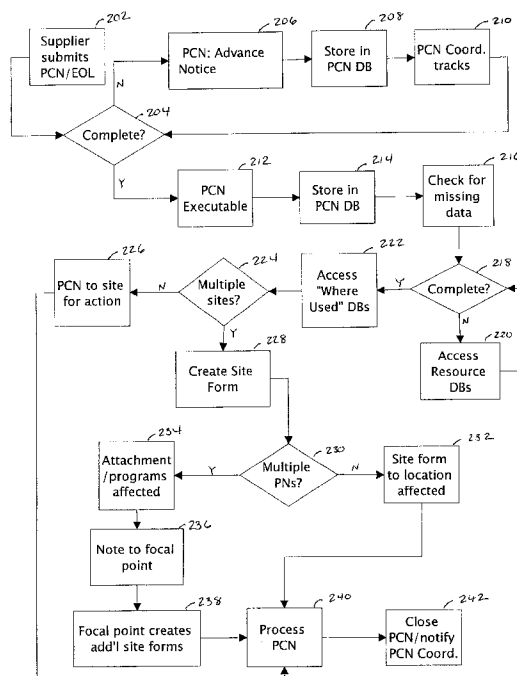 202
Supplier
submits
PCN/EOL
206
PCN: Advance
Notice
208
Store in
PCN DB
210
PCN Coord.
tracks
N
204
Complete?
Y
212
PCN
Executable
214
Store in
PCN DB
216
Check for
missing
data
226
PCN to site
for action
N
224
Multiple
sites?
Y
222
Access
"Where
Used" DBs
Y
218
Complete?
N
228
Create Site
Form
220
Access
Resource
DBs
234
Attachment
/programs
affected
Y
230
Multiple
PNs?
N
232
Site form
to location
affected
236
Note to focal
point
238
Focal point creates
add'l site forms
240
Process
PCN
242
Close
PCN/notify
PCN Coord.